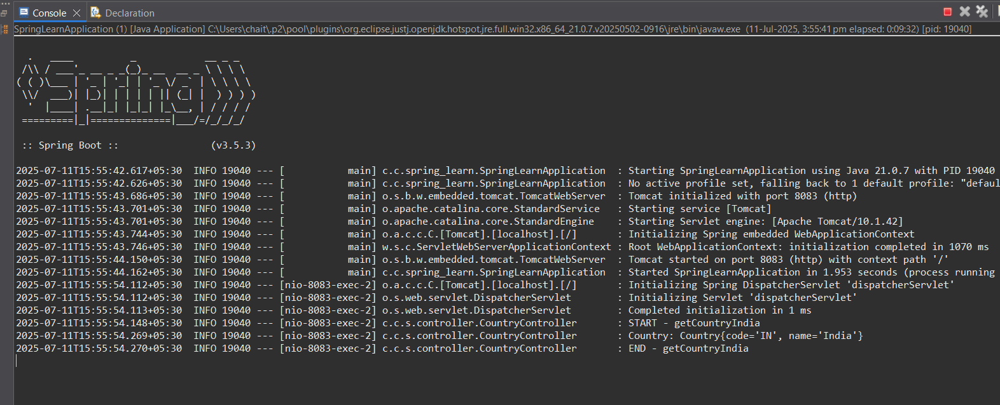 Console
Declaration
SpringLearnApplication (1) [Java Application] C:\Users\chait\.p2\pool\plugins\org.eclipse.justj.openjdk.hotspot.jre.full.win32.x86_64_21.0.7.v20250502-0916\jre\bin\javaw.exe (11-Jul-2025, 3:55:41 pm elapsed: 0:09:32) [pid: 19040]
  .   ____          _            __ _ _
 /\\ / ___'_ __ _ _(_)_ __  __ _ \ \ \ \
( ( )\___ | '_ | '_| | '_ \/ _` | \ \ \ \
 \\/  ___)| |_)| | | | | || (_| |  ) ) ) )
  '  |____| .__|_| |_|_| |_\__, | / / / /
 =========|_|==============|___/=/_/_/_/
 :: Spring Boot ::                (v3.5.3)
2025-07-11T15:55:42.617+05:30  INFO 19040 --- [           main] c.c.spring_learn.SpringLearnApplication  : Starting SpringLearnApplication using Java 21.0.7 with PID 19040
2025-07-11T15:55:42.626+05:30  INFO 19040 --- [           main] c.c.spring_learn.SpringLearnApplication  : No active profile set, falling back to 1 default profile: "defaul
2025-07-11T15:55:43.686+05:30  INFO 19040 --- [           main] o.s.b.w.embedded.tomcat.TomcatWebServer  : Tomcat initialized with port 8083 (http)
2025-07-11T15:55:43.701+05:30  INFO 19040 --- [           main] o.apache.catalina.core.StandardService   : Starting service [Tomcat]
2025-07-11T15:55:43.701+05:30  INFO 19040 --- [           main] o.apache.catalina.core.StandardEngine    : Starting Servlet engine: [Apache Tomcat/10.1.42]
2025-07-11T15:55:43.744+05:30  INFO 19040 --- [           main] o.a.c.c.C.[Tomcat].[localhost].[/]       : Initializing Spring embedded WebApplicationContext
2025-07-11T15:55:43.746+05:30  INFO 19040 --- [           main] w.s.c.ServletWebServerApplicationContext : Root WebApplicationContext: initialization completed in 1070 ms
2025-07-11T15:55:44.150+05:30  INFO 19040 --- [           main] o.s.b.w.embedded.tomcat.TomcatWebServer  : Tomcat started on port 8083 (http) with context path '/'
2025-07-11T15:55:44.162+05:30  INFO 19040 --- [           main] c.c.spring_learn.SpringLearnApplication  : Started SpringLearnApplication in 1.953 seconds (process running
2025-07-11T15:55:54.112+05:30  INFO 19040 --- [nio-8083-exec-2] o.a.c.c.C.[Tomcat].[localhost].[/]       : Initializing Spring DispatcherServlet 'dispatcherServlet'
2025-07-11T15:55:54.112+05:30  INFO 19040 --- [nio-8083-exec-2] o.s.web.servlet.DispatcherServlet        : Initializing Servlet 'dispatcherServlet'
2025-07-11T15:55:54.113+05:30  INFO 19040 --- [nio-8083-exec-2] o.s.web.servlet.DispatcherServlet        : Completed initialization in 1 ms
2025-07-11T15:55:54.148+05:30  INFO 19040 --- [nio-8083-exec-2] c.c.s.controller.CountryController       : START - getCountryIndia
2025-07-11T15:55:54.269+05:30  INFO 19040 --- [nio-8083-exec-2] c.c.s.controller.CountryController       : Country: Country{code='IN', name='India'}
2025-07-11T15:55:54.270+05:30  INFO 19040 --- [nio-8083-exec-2] c.c.s.controller.CountryController       : END - getCountryIndia